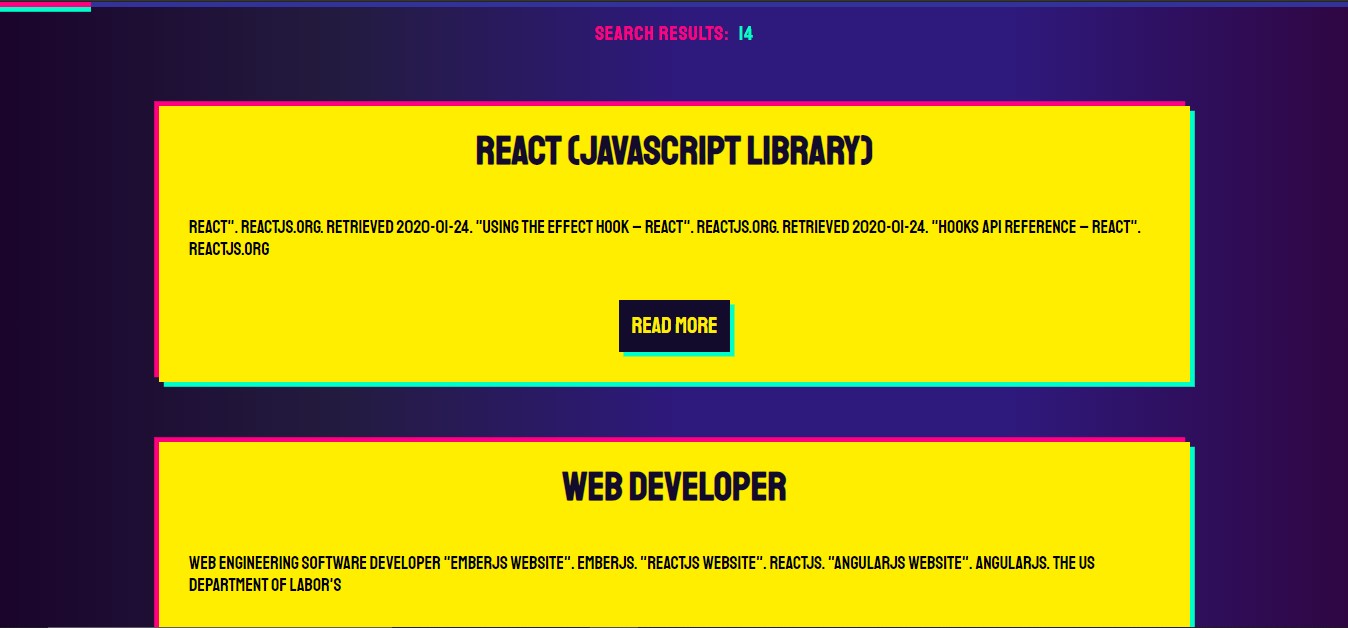 SEARCH RESULTS: 14
REACT (JAVASCRIPT LIBRARY)
REACT". REACTJS.ORG. RETRIEVED 2020-01-24. "USING THE EFFECT HOOK – REACT". REACTJS.ORG. RETRIEVED 2020-01-24. "HOOKS API REFERENCE – REACT".
REACTJS.ORG
READ MORE
WEB DEVELOPER
WEB ENGINEERING SOFTWARE DEVELOPER "EMBERJS WEBSITE". EMBERJS. "REACTJS WEBSITE". REACTJS. "ANGULARJS WEBSITE". ANGULARJS. THE US
DEPARTMENT OF LABOR'S